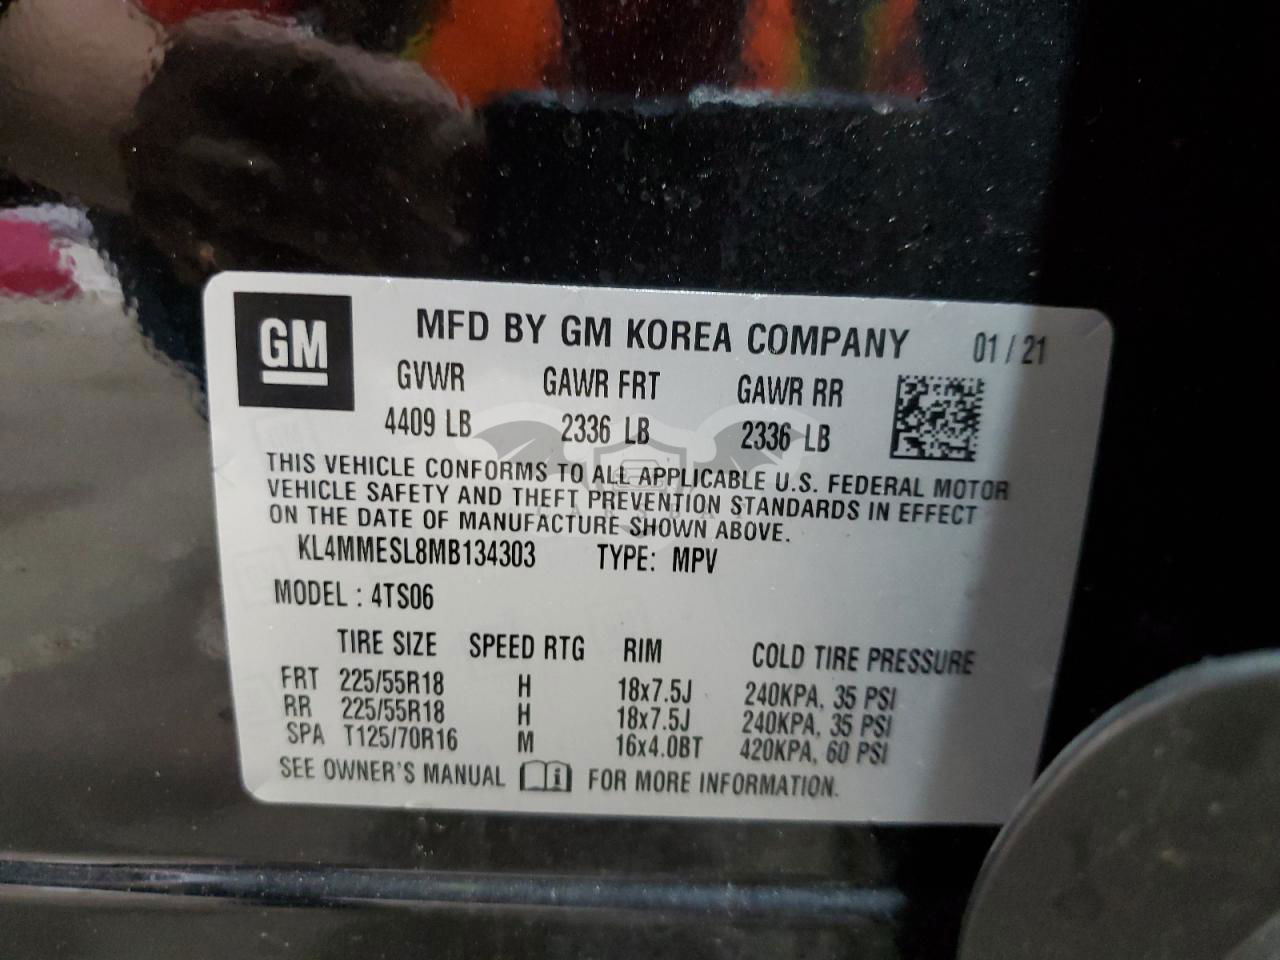 GM
MFD BY GM KOREA COMPANY 01 / 21
GVWR GAWR FRT GAWR RR
4409 LB 2336 LB 2336 LB
THIS VEHICLE CONFORMS TO ALL APPLICABLE U.S. FEDERAL MOTOR
VEHICLE SAFETY AND THEFT PREVENTION STANDARDS IN EFFECT
ON THE DATE OF MANUFACTURE SHOWN ABOVE.
KL4MMESL8MB134303 TYPE: MPV
MODEL : 4TS06
TIRE SIZE SPEED RTG RIM COLD TIRE PRESSURE
FRT 225/55R18 H 18x7.5J 240KPA, 35 PSI
RR 225/55R18 H 18x7.5J 240KPA, 35 PSI
SPA T125/70R16 M 16x4.0BT 420KPA, 60 PSI
SEE OWNER'S MANUAL i FOR MORE INFORMATION.